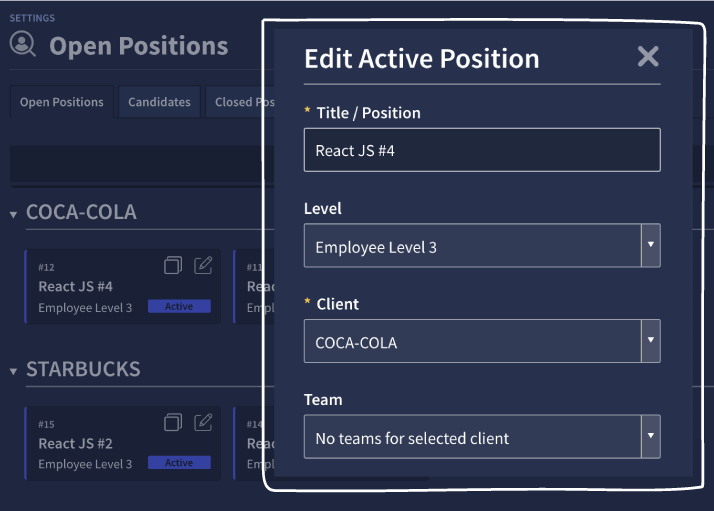 SETTINGS
Open Positions
Open Positions
Candidates
Closed Pos
COCA-COLA
#12
React JS #4
Employee Level 3
Active
#11
Reac
Empl
STARBUCKS
#15
React JS #2
Employee Level 3
Active
#14
Reac
Edit Active Position
* Title / Position
React JS #4
Level
Employee Level 3
* Client
COCA-COLA
Team
No teams for selected client